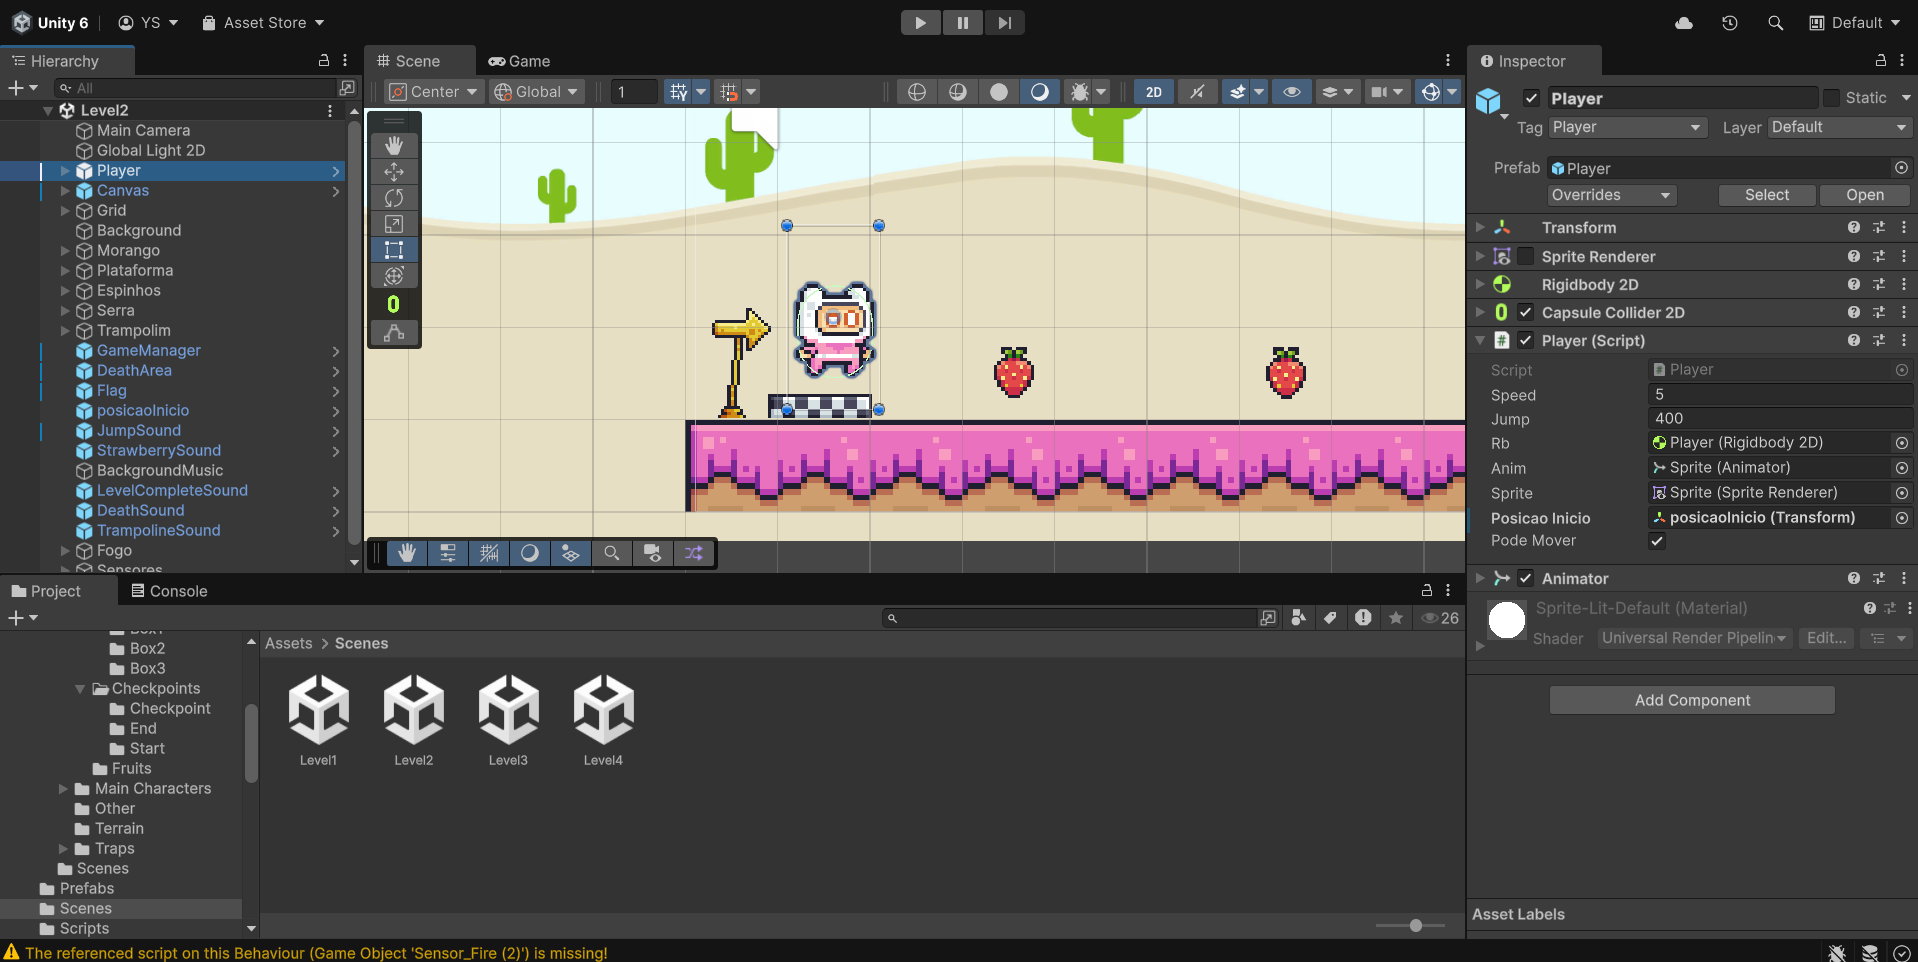 Unity 6
YS
Asset Store
Default
Hierarchy
All
Level2
Main Camera
Global Light 2D
Player
Canvas
Grid
Background
Morango
Plataforma
Espinhos
Serra
Trampolim
GameManager
DeathArea
Flag
posicaoInicio
JumpSound
StrawberrySound
BackgroundMusic
LevelCompleteSound
DeathSound
TrampolineSound
Fogo
Sensores
Scene
Game
Center
Global
1
2D
Project
Console
26
Box1
Box2
Box3
Checkpoints
Checkpoint
End
Start
Fruits
Main Characters
Other
Terrain
Traps
Scenes
Prefabs
Scenes
Scripts
Assets > Scenes
Level1
Level2
Level3
Level4
Inspector
Player
Static
Tag Player
Layer Default
Prefab Player
Overrides
Select
Open
Transform
Sprite Renderer
Rigidbody 2D
Capsule Collider 2D
Player (Script)
Script Player
Speed 5
Jump 400
Rb Player (Rigidbody 2D)
Anim Sprite (Animator)
Sprite Sprite (Sprite Renderer)
Posicao Inicio posicaoInicio (Transform)
Pode Mover
Animator
Sprite-Lit-Default (Material)
Shader Universal Render Pipelin Edit...
Add Component
Asset Labels
The referenced script on this Behaviour (Game Object 'Sensor_Fire (2)') is missing!